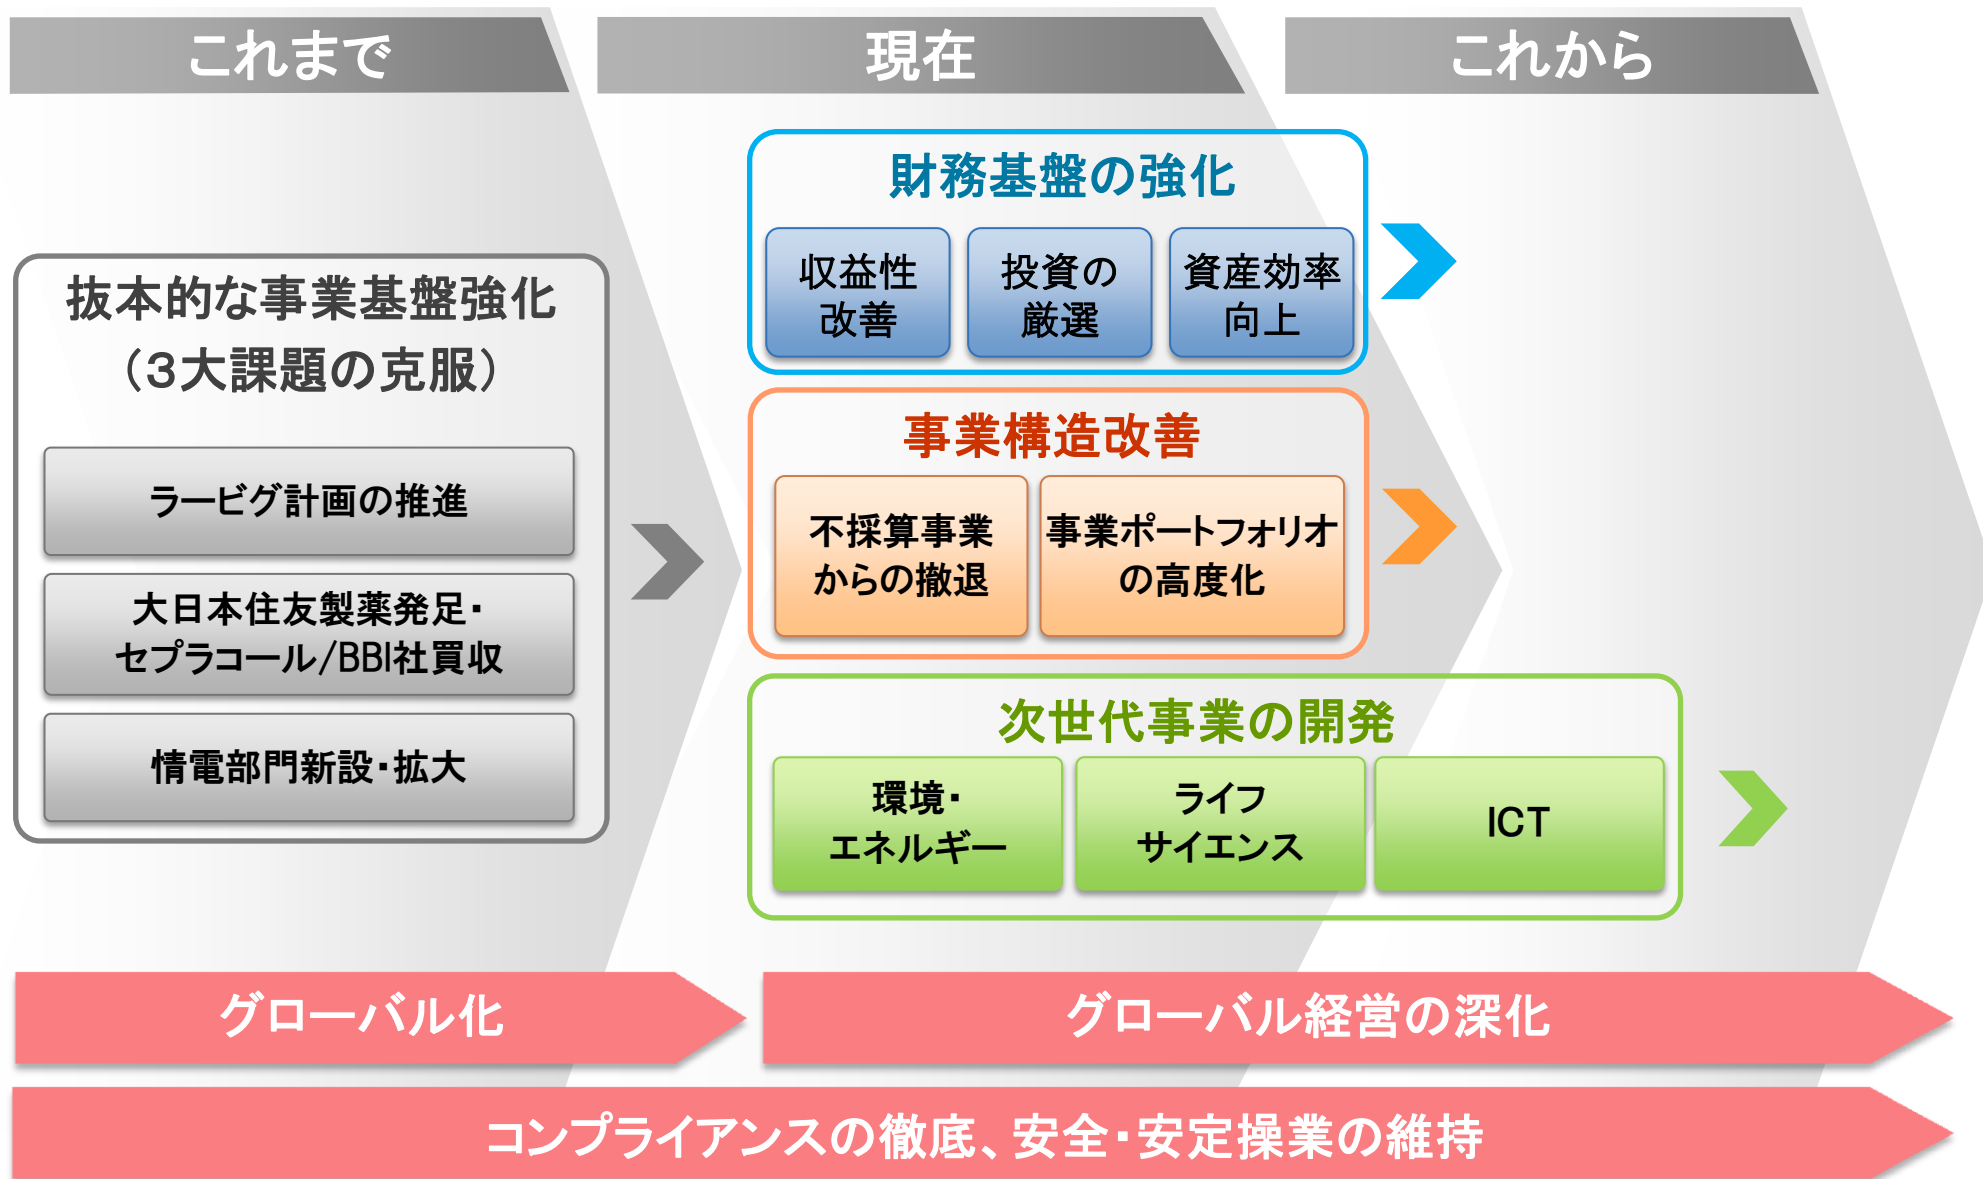 これまで
現在
これから
抜本的な事業基盤強化
（３大課題の克服）
ラービグ計画の推進
大日本住友製薬発足・
セプラコール/BBI社買収
情電部門新設・拡大
財務基盤の強化
収益性
改善
投資の
厳選
資産効率
向上
事業構造改善
不採算事業
からの撤退
事業ポートフォリオ
の高度化
次世代事業の開発
環境・
エネルギー
ライフ
サイエンス
ICT
グローバル化
グローバル経営の深化
コンプライアンスの徹底、安全・安定操業の維持